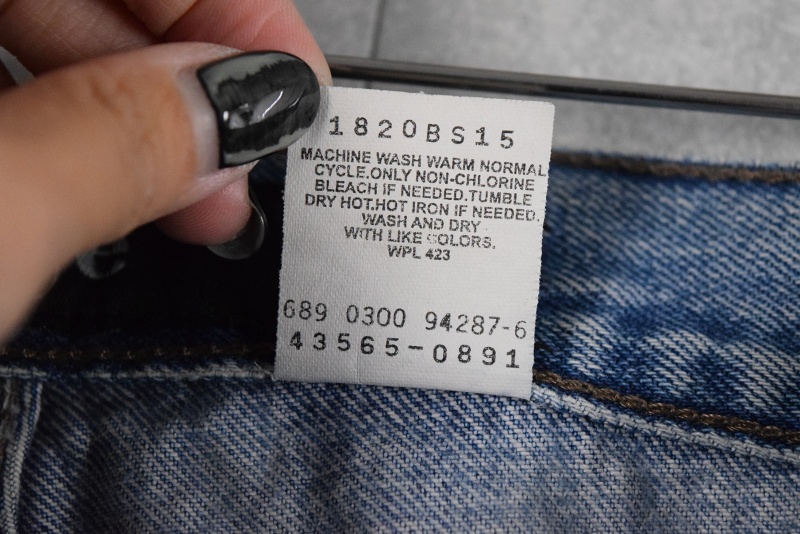 1820BS15
MACHINE WASH WARM NORMAL
CYCLE.ONLY NON-CHLORINE
BLEACH IF NEEDED.TUMBLE
DRY HOT.HOT IRON IF NEEDED.
WASH AND DRY
WITH LIKE COLORS.
WPL 423
689 0300 94287-6
43565-0891